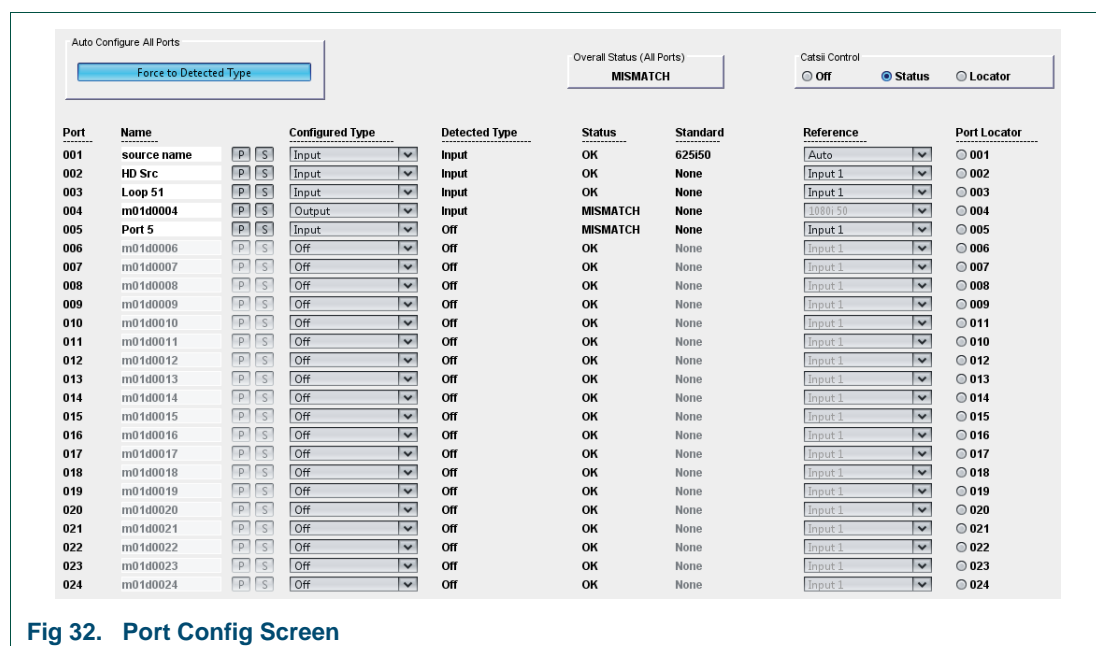 Auto Configure All Ports
Force to Detected Type
Overall Status (All Ports)
MISMATCH
Catsii Control
Off Status Locator
Port Name Configured Type Detected Type Status Standard Reference Port Locator
001 source name P S Input Input OK 625i50 Auto 001
002 HD Src P S Input Input OK None Input 1 002
003 Loop 51 P S Input Input OK None Input 1 003
004 m01d0004 P S Output Input MISMATCH None 1080i 50 004
005 Port 5 P S Input Off MISMATCH None Input 1 005
006 m01d0006 P S Off Off OK None Input 1 006
007 m01d0007 P S Off Off OK None Input 1 007
008 m01d0008 P S Off Off OK None Input 1 008
009 m01d0009 P S Off Off OK None Input 1 009
010 m01d0010 P S Off Off OK None Input 1 011
011 m01d0011 P S Off Off OK None Input 1 010
012 m01d0012 P S Off Off OK None Input 1 012
013 m01d0013 P S Off Off OK None Input 1 013
014 m01d0014 P S Off Off OK None Input 1 014
015 m01d0015 P S Off Off OK None Input 1 015
016 m01d0016 P S Off Off OK None Input 1 016
017 m01d0017 P S Off Off OK None Input 1 017
018 m01d0018 P S Off Off OK None Input 1 018
019 m01d0019 P S Off Off OK None Input 1 019
020 m01d0020 P S Off Off OK None Input 1 020
021 m01d0021 P S Off Off OK None Input 1 021
022 m01d0022 P S Off Off OK None Input 1 022
023 m01d0023 P S Off Off OK None Input 1 023
024 m01d0024 P S Off Off OK None Input 1 024
Fig 32. Port Config Screen